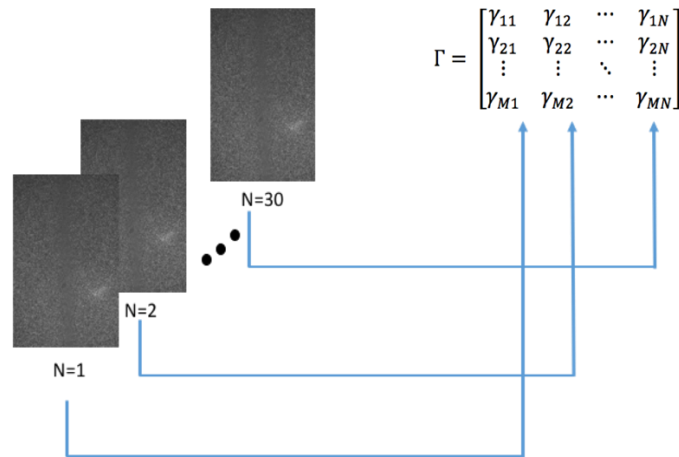 Γ = [γ11 γ12 ⋯ γ1N
γ21 γ22 ⋯ γ2N
⋮ ⋮ ⋱ ⋮
γM1 γM2 ⋯ γMN]
N=30
N=2
N=1